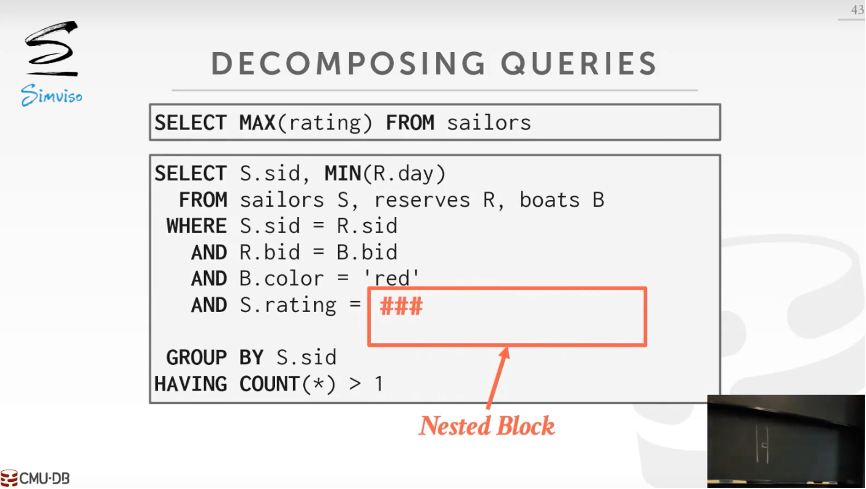 43
Simviso
DECOMPOSING QUERIES
SELECT MAX(rating) FROM sailors
SELECT S.sid, MIN(R.day)
FROM sailors S, reserves R, boats B
WHERE S.sid = R.sid
AND R.bid = B.bid
AND B.color = 'red'
AND S.rating = ###
GROUP BY S.sid
HAVING COUNT(*) > 1
Nested Block
CMU·DB